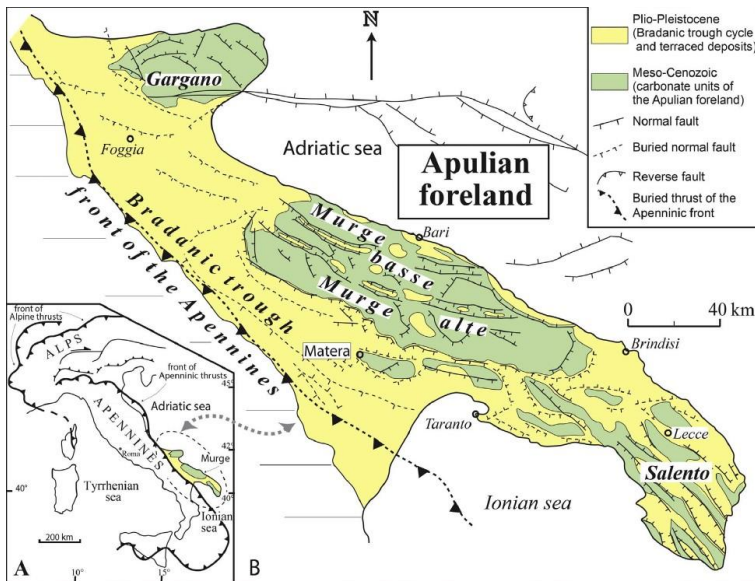 N
Plio-Pleistocene
(Bradanic trough cycle
and terraced deposits)
Meso-Cenozoic
(carbonate units of
the Apulian foreland)
Normal fault
Buried normal fault
Reverse fault
Buried thrust of the
Apenninic front
Gargano
Foggia
Adriatic sea
Apulian
foreland
Murge
basse
Bari
Murge
alte
Bradanic trough
front of the Apennines
0 40 km
Brindisi
Matera
Taranto
Lecce
Salento
Ionian sea
front of
Alpine thrusts
ALPS
front of
Apenninic thrusts
45°
Adriatic sea
APENNINES
42°
Roma
Murge
40°
40°
Tyrrhenian
sea
Ionian
sea
200 km
A
10°
15°
B